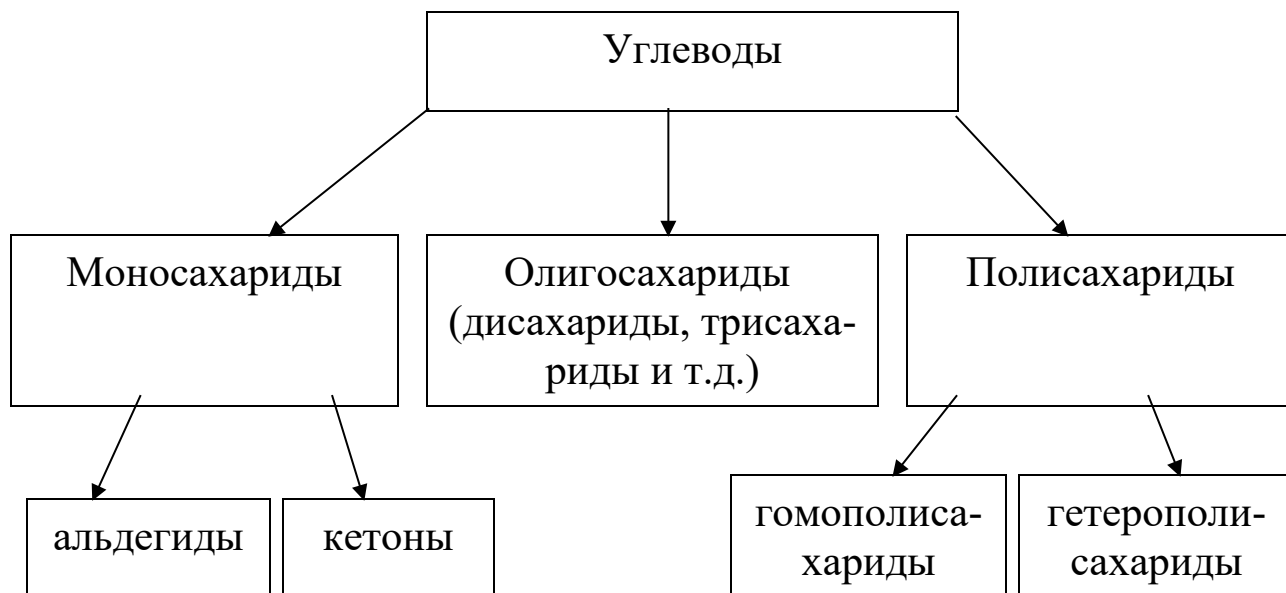 Углеводы
Моносахариды
Олигосахариды
(дисахариды, трисаха-
риды и т.д.)
Полисахариды
альдегиды
кетоны
гомополиса-
хариды
гетерополи-
сахариды